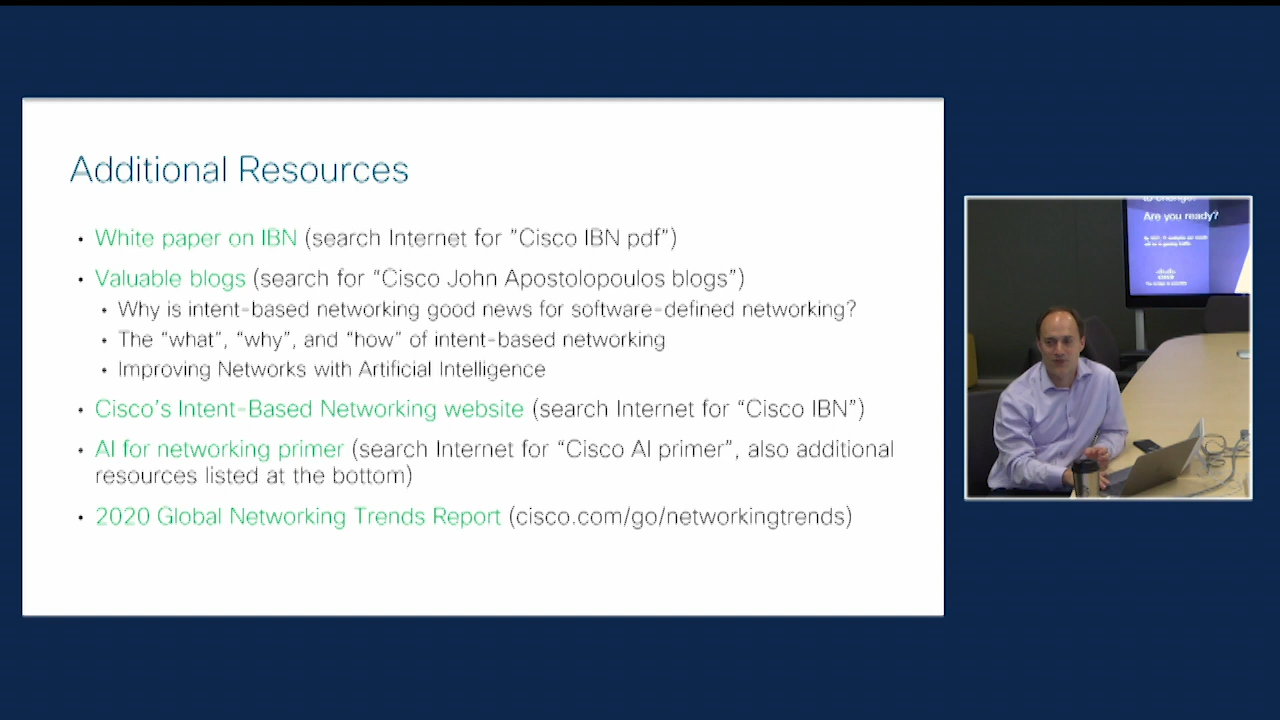 Additional Resources
• White paper on IBN (search Internet for "Cisco IBN pdf")
• Valuable blogs (search for “Cisco John Apostolopoulos blogs”)
• Why is intent-based networking good news for software-defined networking?
• The “what”, “why”, and “how” of intent-based networking
• Improving Networks with Artificial Intelligence
• Cisco’s Intent-Based Networking website (search Internet for “Cisco IBN”)
• AI for networking primer (search Internet for “Cisco AI primer”, also additional
resources listed at the bottom)
• 2020 Global Networking Trends Report (cisco.com/go/networkingtrends)
to change.
Are you ready?
CISCO